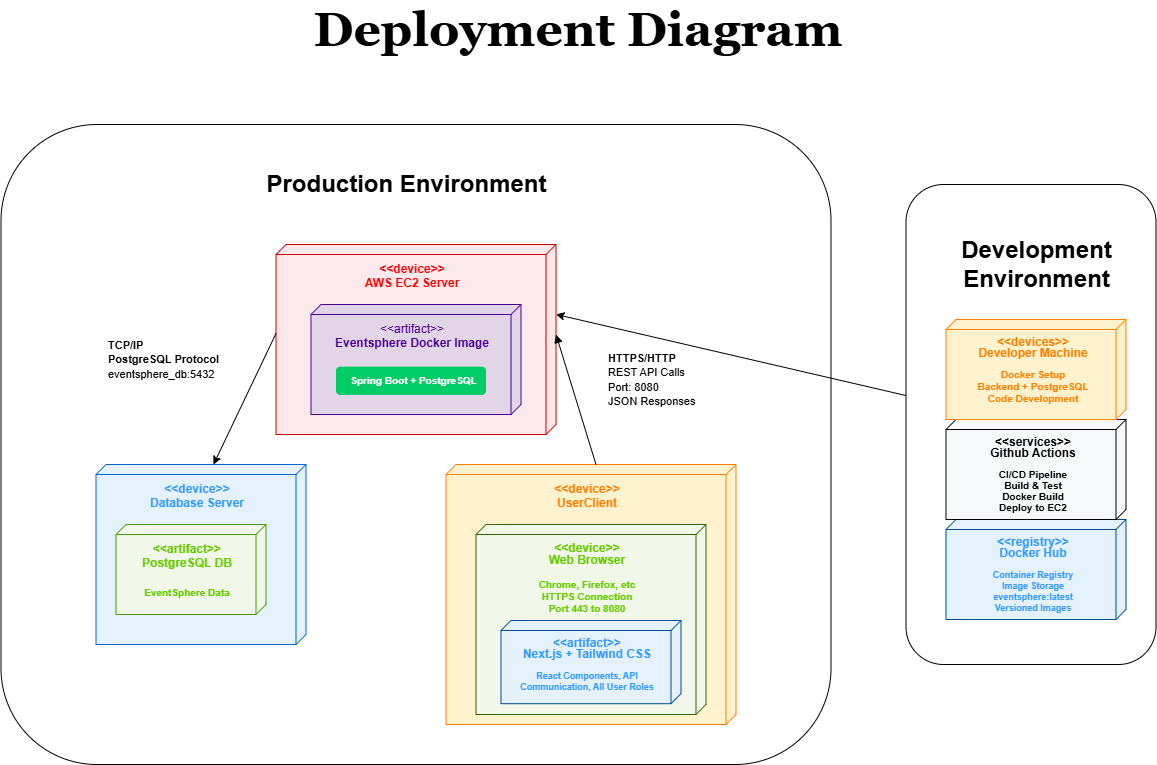 Deployment Diagram
Production Environment
<<device>>
AWS EC2 Server
<<artifact>>
Eventsphere Docker Image
Spring Boot + PostgreSQL
TCP/IP
PostgreSQL Protocol
eventsphere_db:5432
HTTPS/HTTP
REST API Calls
Port: 8080
JSON Responses
<<device>>
Database Server
<<artifact>>
PostgreSQL DB
EventSphere Data
<<device>>
UserClient
<<device>>
Web Browser
Chrome, Firefox, etc
HTTPS Connection
Port 443 to 8080
<<artifact>>
Next.js + Tailwind CSS
React Components, API
Communication, All User Roles
Development
Environment
<<devices>>
Developer Machine
Docker Setup
Backend + PostgreSQL
Code Development
<<services>>
Github Actions
CI/CD Pipeline
Build & Test
Docker Build
Deploy to EC2
<<registry>>
Docker Hub
Container Registry
Image Storage
eventsphere:latest
Versioned Images